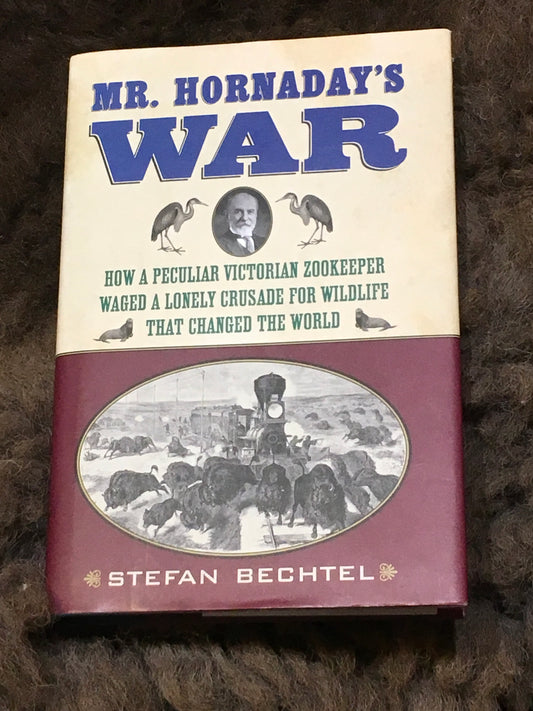 MR. HORNADAY'S
WAR
HOW A PECULIAR VICTORIAN ZOOKEEPER
WAGED A LONELY CRUSADE FOR WILDLIFE
THAT CHANGED THE WORLD
STEFAN BECHTEL